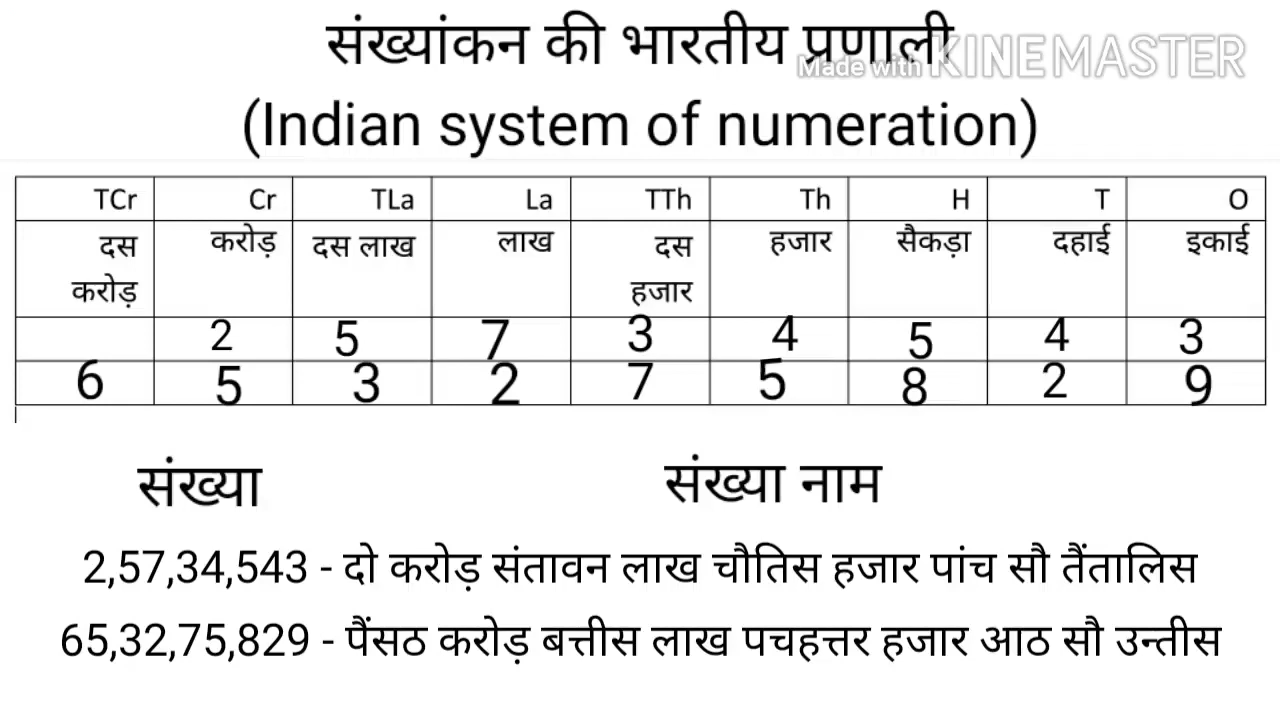 संख्यांकन की भारतीय प्रणाली
Made with KINEMASTER
(Indian system of numeration)
TCr Cr TLa La TTh Th H T O
दस करोड़ करोड़ दस लाख लाख दस हजार हजार सैकड़ा दहाई इकाई
2 5 7 3 4 5 4 3
6 5 3 2 7 5 8 2 9
संख्या संख्या नाम
2,57,34,543 - दो करोड़ संतावन लाख चौतिस हजार पांच सौ तैंतालिस
65,32,75,829 - पैंसठ करोड़ बत्तीस लाख पचहत्तर हजार आठ सौ उन्तीस